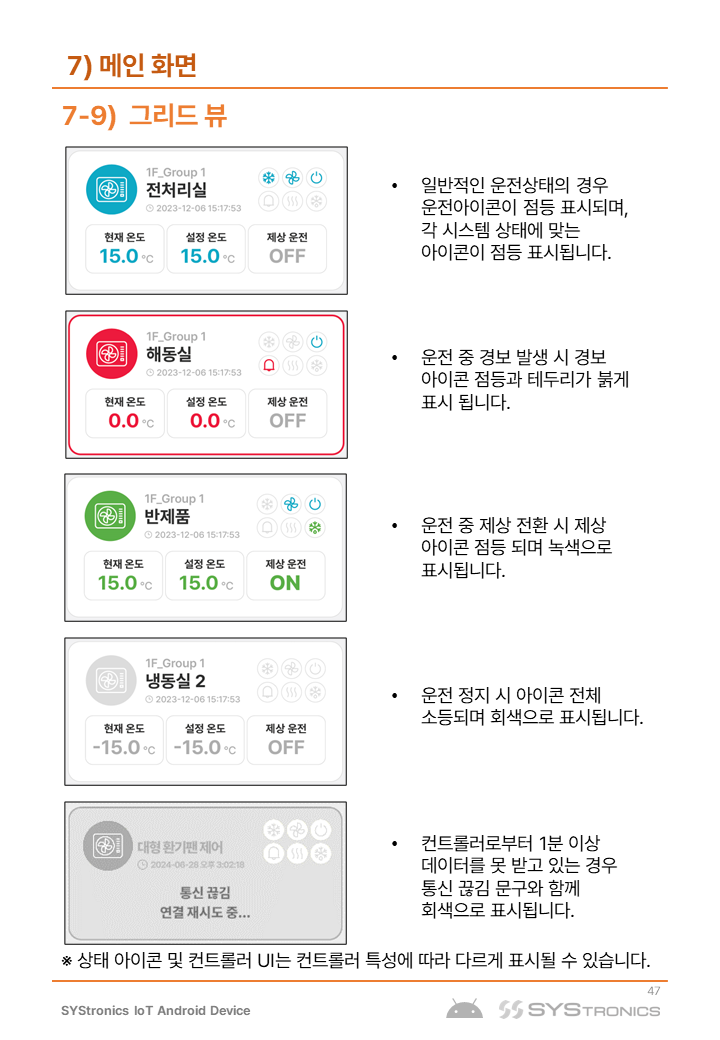 7) 메인 화면
7-9) 그리드 뷰
1F_Group 1
전처리실
2023-12-06 15:17:53
현재 온도 설정 온도 제상 운전
15.0 °C 15.0 °C OFF
• 일반적인 운전상태의 경우
운전아이콘이 점등 표시되며,
각 시스템 상태에 맞는
아이콘이 점등 표시됩니다.
1F_Group 1
해동실
2023-12-06 15:17:53
현재 온도 설정 온도 제상 운전
0.0 °C 0.0 °C OFF
• 운전 중 경보 발생 시 경보
아이콘 점등과 테두리가 붉게
표시 됩니다.
1F_Group 1
반제품
2023-12-06 15:17:53
현재 온도 설정 온도 제상 운전
15.0 °C 15.0 °C ON
• 운전 중 제상 전환 시 제상
아이콘 점등 되며 녹색으로
표시됩니다.
1F_Group 1
냉동실 2
2023-12-06 15:17:53
현재 온도 설정 온도 제상 운전
-15.0 °C -15.0 °C OFF
• 운전 정지 시 아이콘 전체
소등되며 회색으로 표시됩니다.
대형 환기팬 제어
2024-06-28 오후 3:02:18
통신 끊김
연결 재시도 중...
• 컨트롤러로부터 1분 이상
데이터를 못 받고 있는 경우
통신 끊김 문구와 함께
회색으로 표시됩니다.
※ 상태 아이콘 및 컨트롤러 UI는 컨트롤러 특성에 따라 다르게 표시될 수 있습니다.
47
SYStronics IoT Android Device
SYSTRONICS